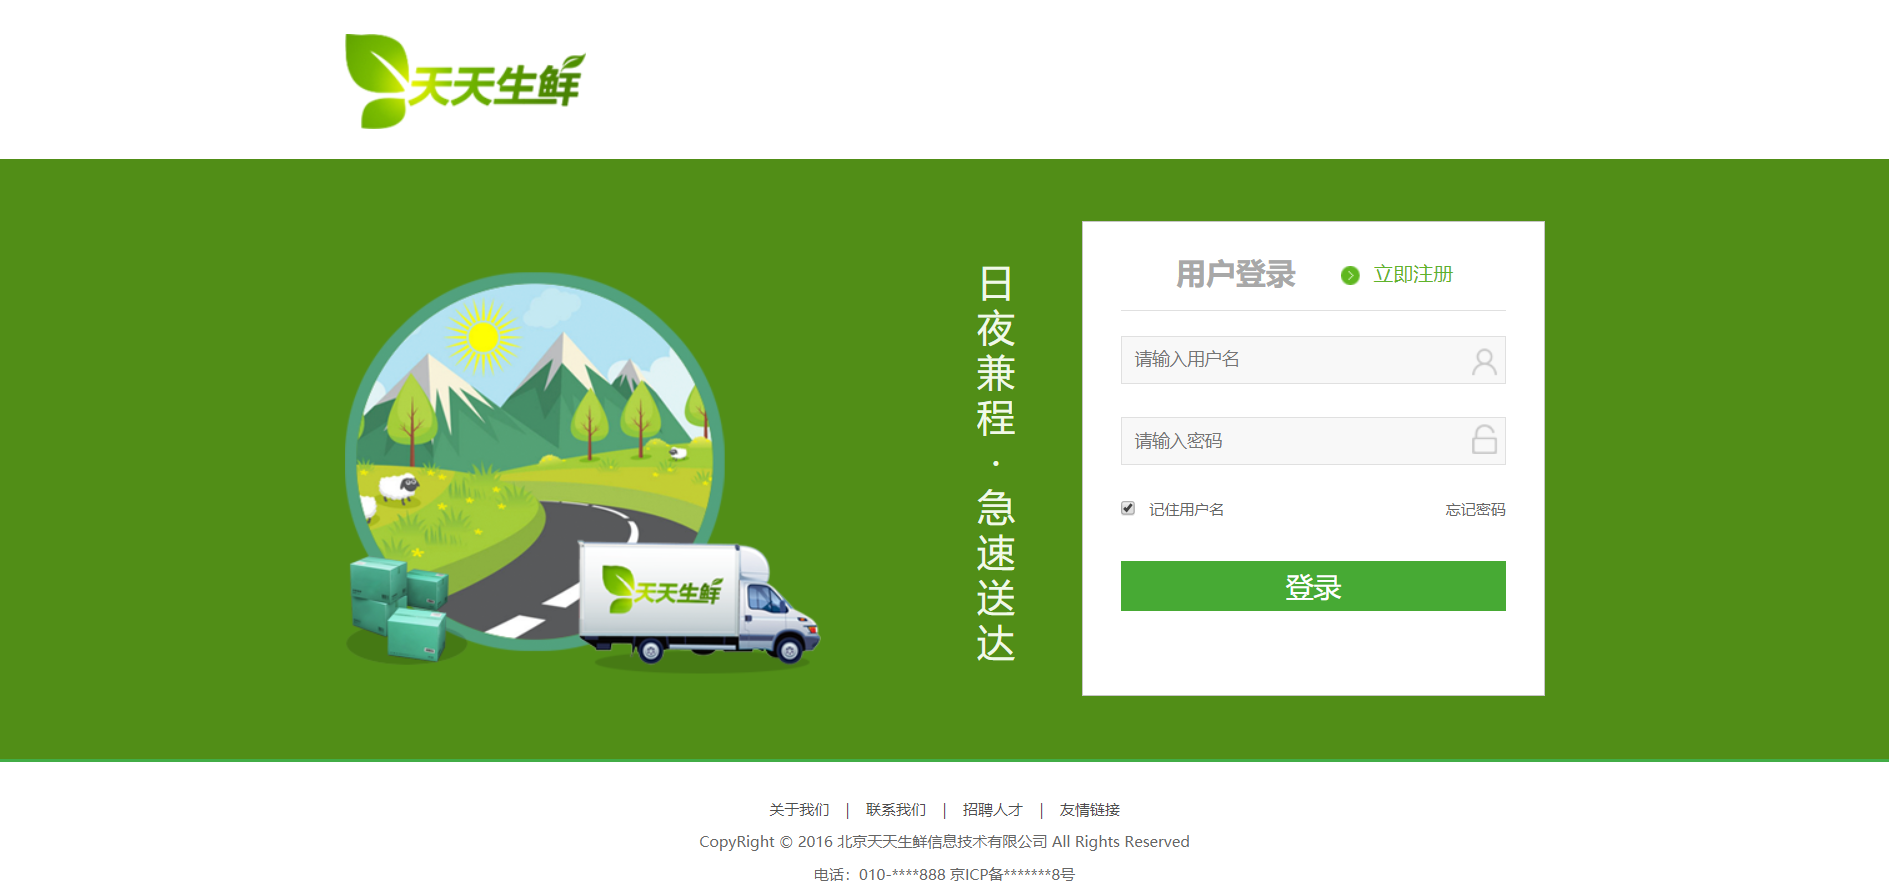 天天生鲜
日夜兼程·急速送达
天天生鲜
用户登录 立即注册
请输入用户名
请输入密码
记住用户名 忘记密码
登录
关于我们 | 联系我们 | 招聘人才 | 友情链接
CopyRight © 2016 北京天天生鲜信息技术有限公司 All Rights Reserved
电话：010-****888 京ICP备*******8号